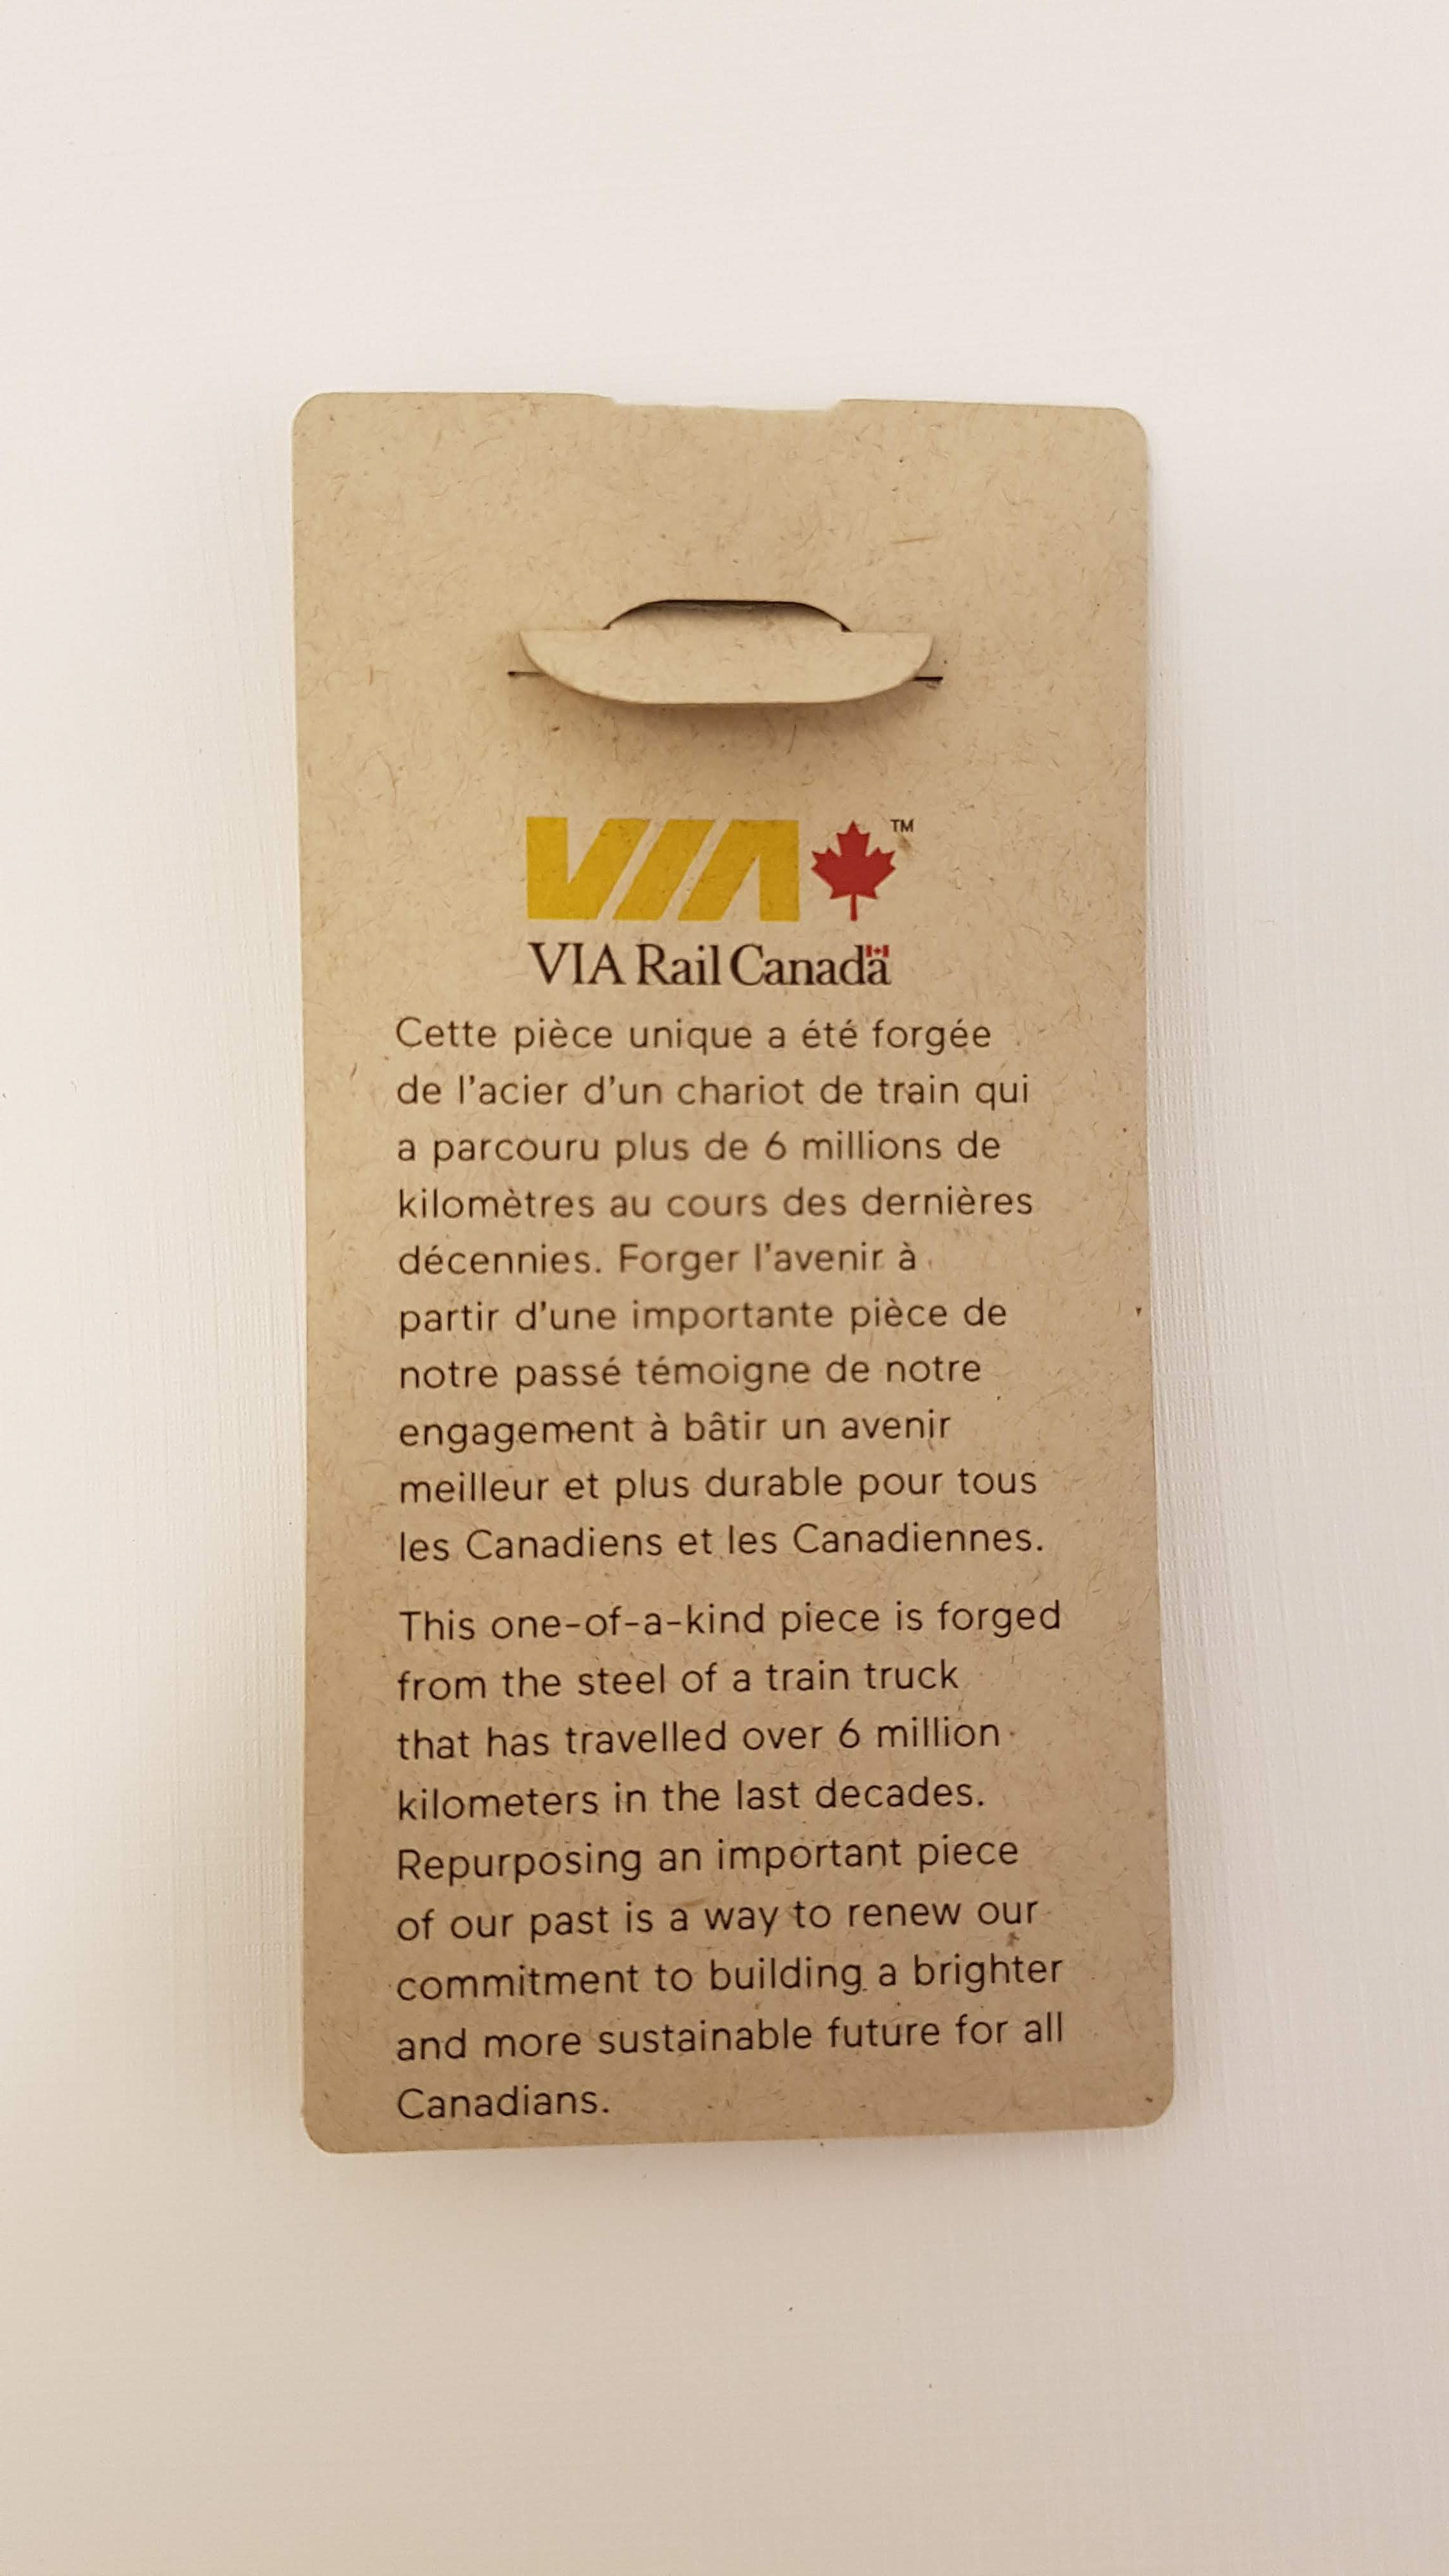 VIA TM
VIA Rail Canada
Cette pièce unique a été forgée
de l'acier d'un chariot de train qui
a parcouru plus de 6 millions de
kilomètres au cours des dernières
décennies. Forger l'avenir à
partir d'une importante pièce de
notre passé témoigne de notre
engagement à bâtir un avenir
meilleur et plus durable pour tous
les Canadiens et les Canadiennes.
This one-of-a-kind piece is forged
from the steel of a train truck
that has travelled over 6 million
kilometers in the last decades.
Repurposing an important piece
of our past is a way to renew our
commitment to building a brighter
and more sustainable future for all
Canadians.